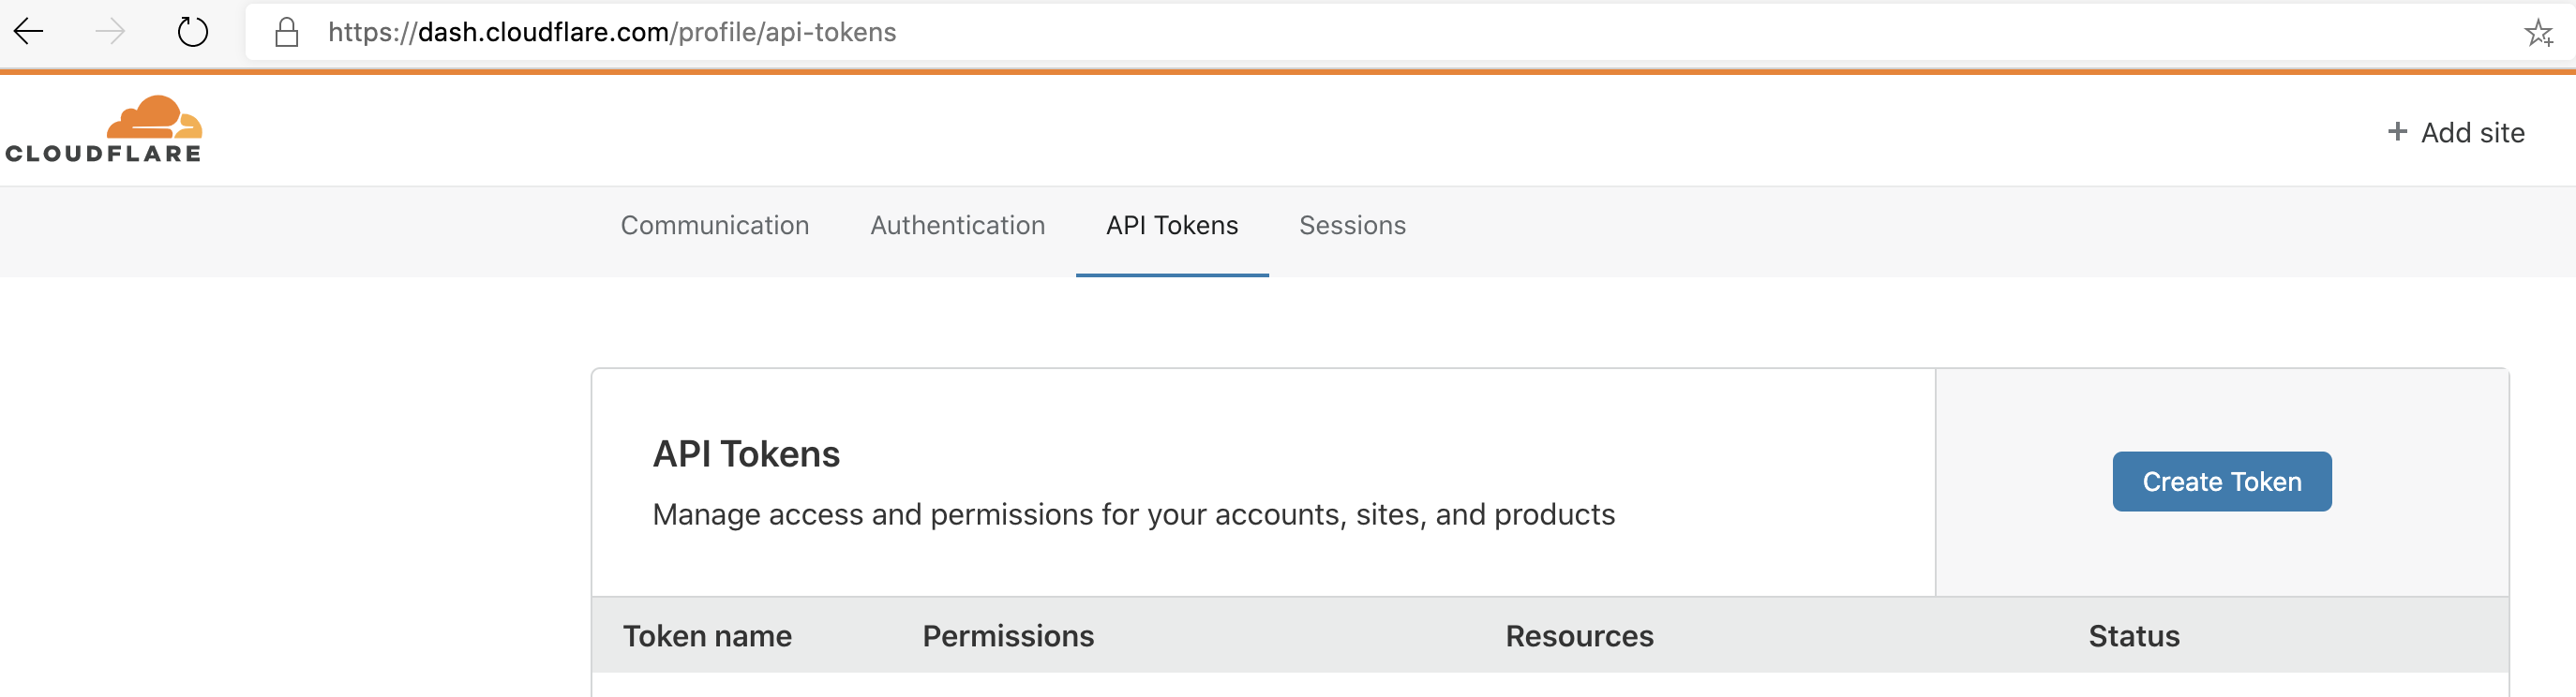 https://dash.cloudflare.com/profile/api-tokens
CLOUDFLARE
+ Add site
Communication Authentication API Tokens Sessions
API Tokens
Create Token
Manage access and permissions for your accounts, sites, and products
Token name Permissions Resources Status